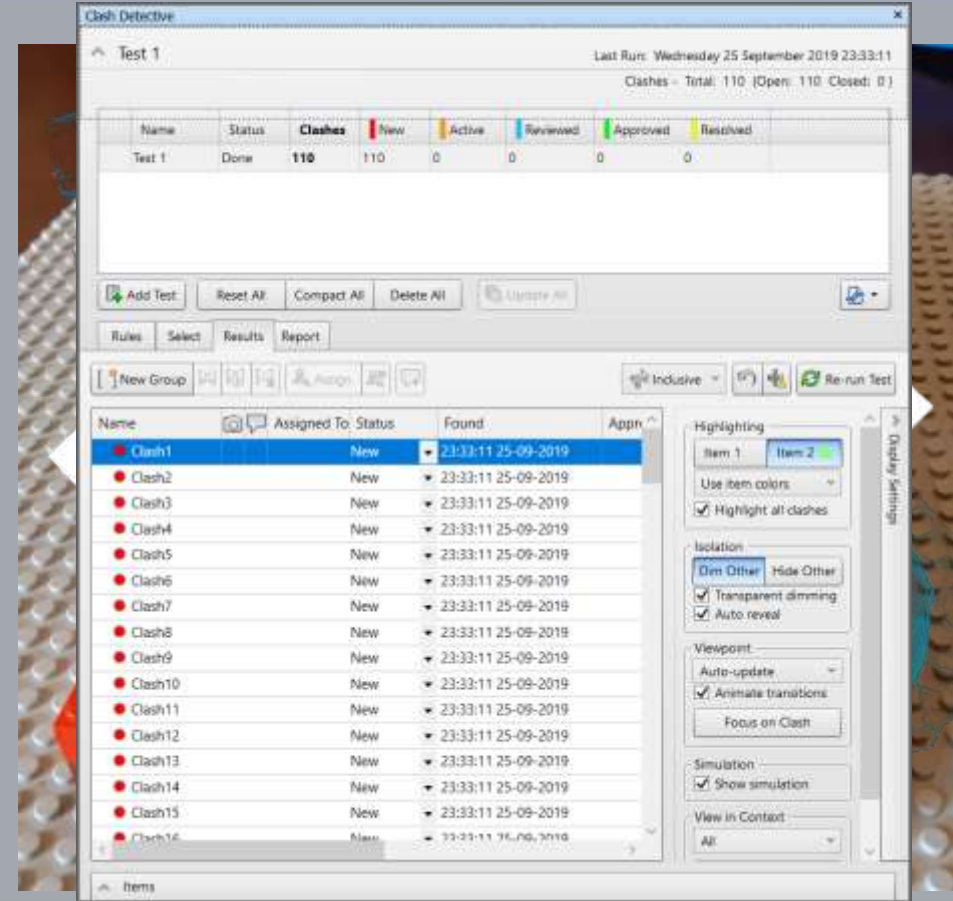 Clash Detective
Test 1
Last Run: Wednesday 25 September 2019 23:33:11
Clashes - Total: 110 (Open: 110 Closed: 0)
Name Status Clashes New Active Reviewed Approved Resolved
Test 1 Done 110 110 0 0 0 0
Add Test Reset All Compact All Delete All Update All
Rules Select Results Report
New Group Assign Inclusive Re-run Test
Name Assigned To Status Found Appr
Clash1 New 23:33:11 25-09-2019
Clash2 New 23:33:11 25-09-2019
Clash3 New 23:33:11 25-09-2019
Clash4 New 23:33:11 25-09-2019
Clash5 New 23:33:11 25-09-2019
Clash6 New 23:33:11 25-09-2019
Clash7 New 23:33:11 25-09-2019
Clash8 New 23:33:11 25-09-2019
Clash9 New 23:33:11 25-09-2019
Clash10 New 23:33:11 25-09-2019
Clash11 New 23:33:11 25-09-2019
Clash12 New 23:33:11 25-09-2019
Clash13 New 23:33:11 25-09-2019
Clash14 New 23:33:11 25-09-2019
Clash15 New 23:33:11 25-09-2019
Clash16 New 23:33:11 25-09-2019
Highlighting
Item 1 Item 2
Use item colors
Highlight all clashes
Isolation
Dim Other Hide Other
Transparent dimming
Auto reveal
Viewpoint
Auto-update
Animate transitions
Focus on Clash
Simulation
Show simulation
View in Context
All
Display Settings
Items